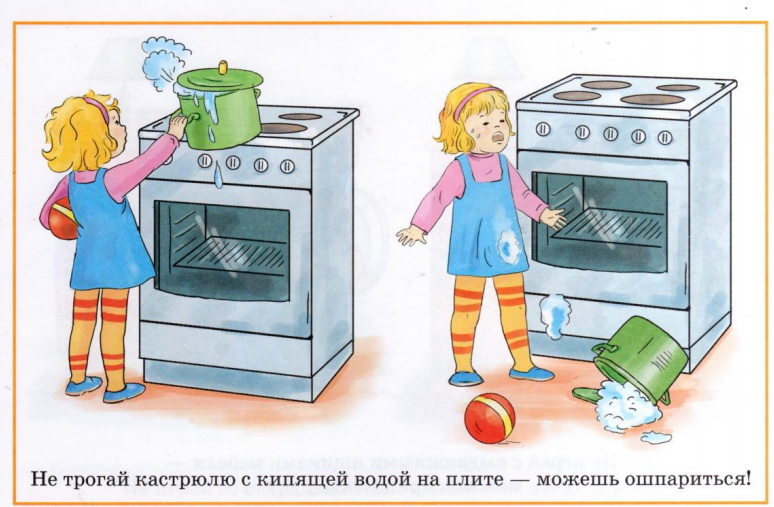 Не трогай кастрюлю с кипящей водой на плите — можешь ошпариться!